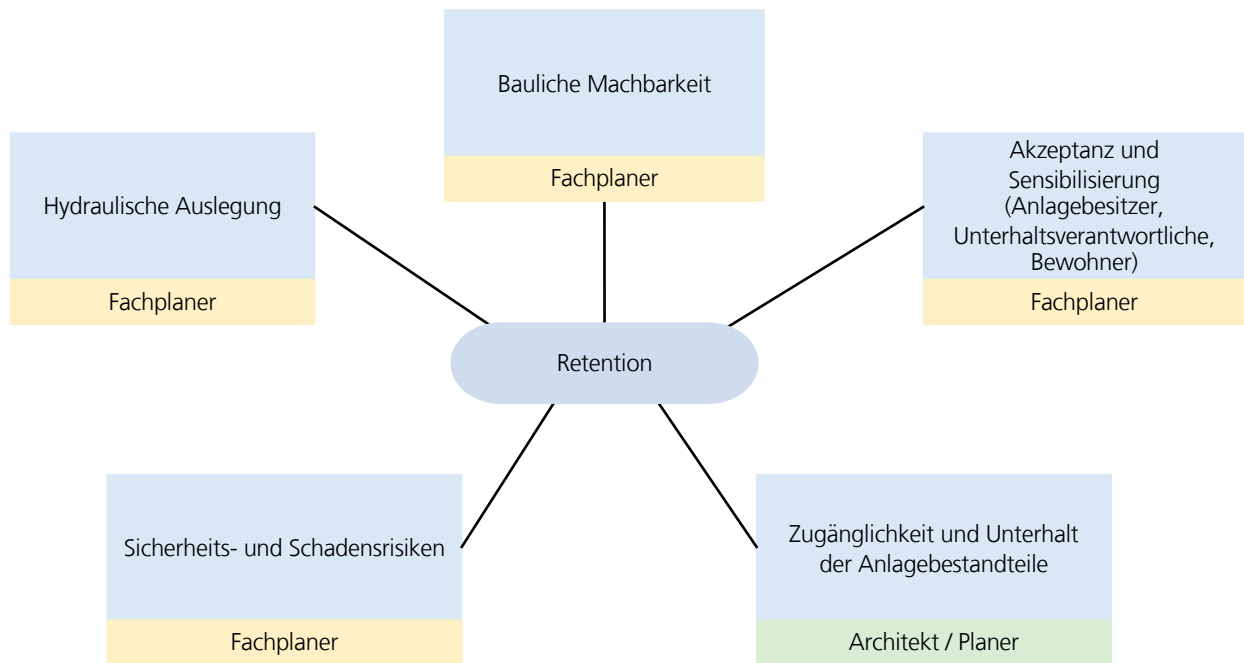 Bauliche Machbarkeit
Fachplaner
Hydraulische Auslegung
Fachplaner
Akzeptanz und
Sensibilisierung
(Anlagebesitzer,
Unterhaltsverantwortliche,
Bewohner)
Fachplaner
Retention
Sicherheits- und Schadensrisiken
Fachplaner
Zugänglichkeit und Unterhalt
der Anlagebestandteile
Architekt / Planer